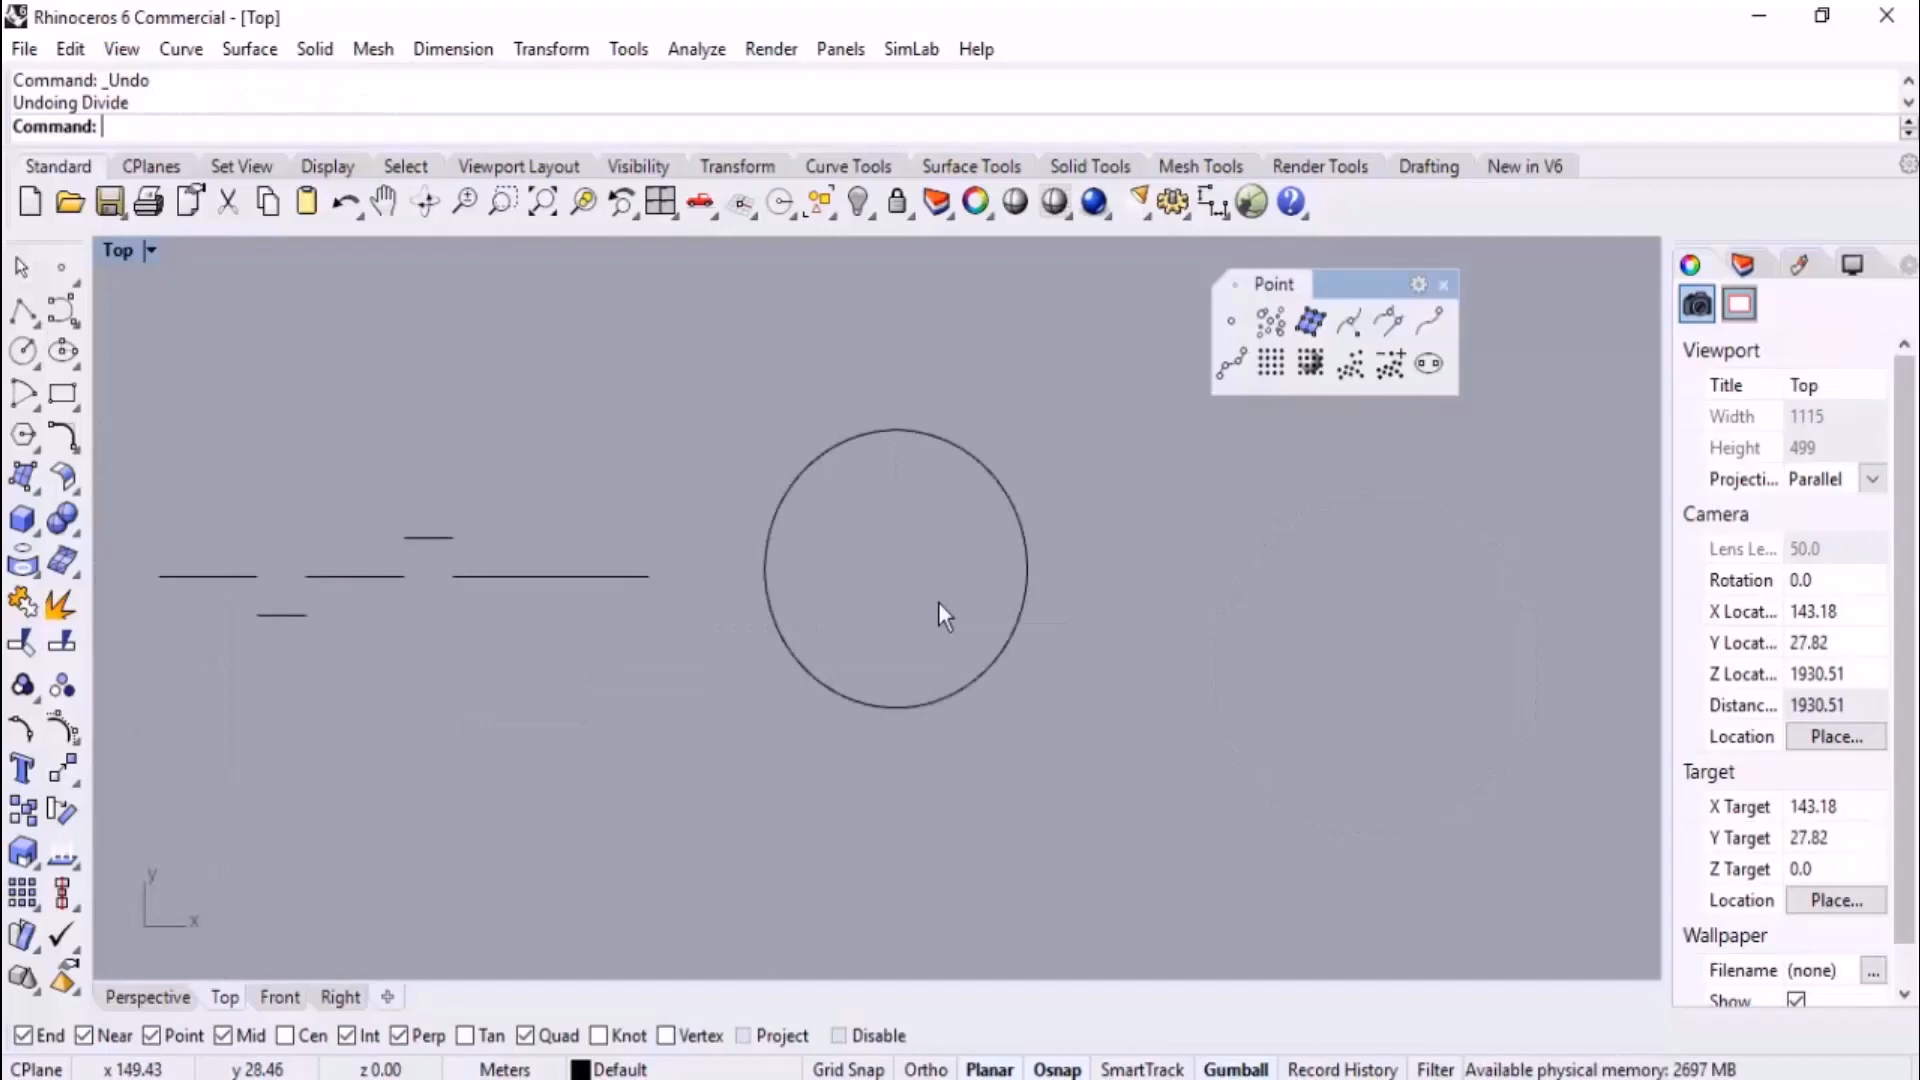 Rhinoceros 6 Commercial - [Top]
File Edit View Curve Surface Solid Mesh Dimension Transform Tools Analyze Render Panels SimLab Help
Command: _Undo
Undoing Divide
Command:
Standard CPlanes Set View Display Select Viewport Layout Visibility Transform Curve Tools Surface Tools Solid Tools Mesh Tools Render Tools Drafting New in V6
Top
Point
Viewport
Title Top
Width 1115
Height 499
Projecti... Parallel
Camera
Lens Le... 50.0
Rotation 0.0
X Locat... 143.18
Y Locat... 27.82
Z Locat... 1930.51
Distanc... 1930.51
Location Place...
Target
X Target 143.18
Y Target 27.82
Z Target 0.0
Location Place...
Wallpaper
Filename (none) ...
Show
y
x
Perspective Top Front Right
End Near Point Mid Cen Int Perp Tan Quad Knot Vertex Project Disable
CPlane x 149.43 y 28.46 z 0.00 Meters Default Grid Snap Ortho Planar Osnap SmartTrack Gumball Record History Filter Available physical memory: 2697 MB